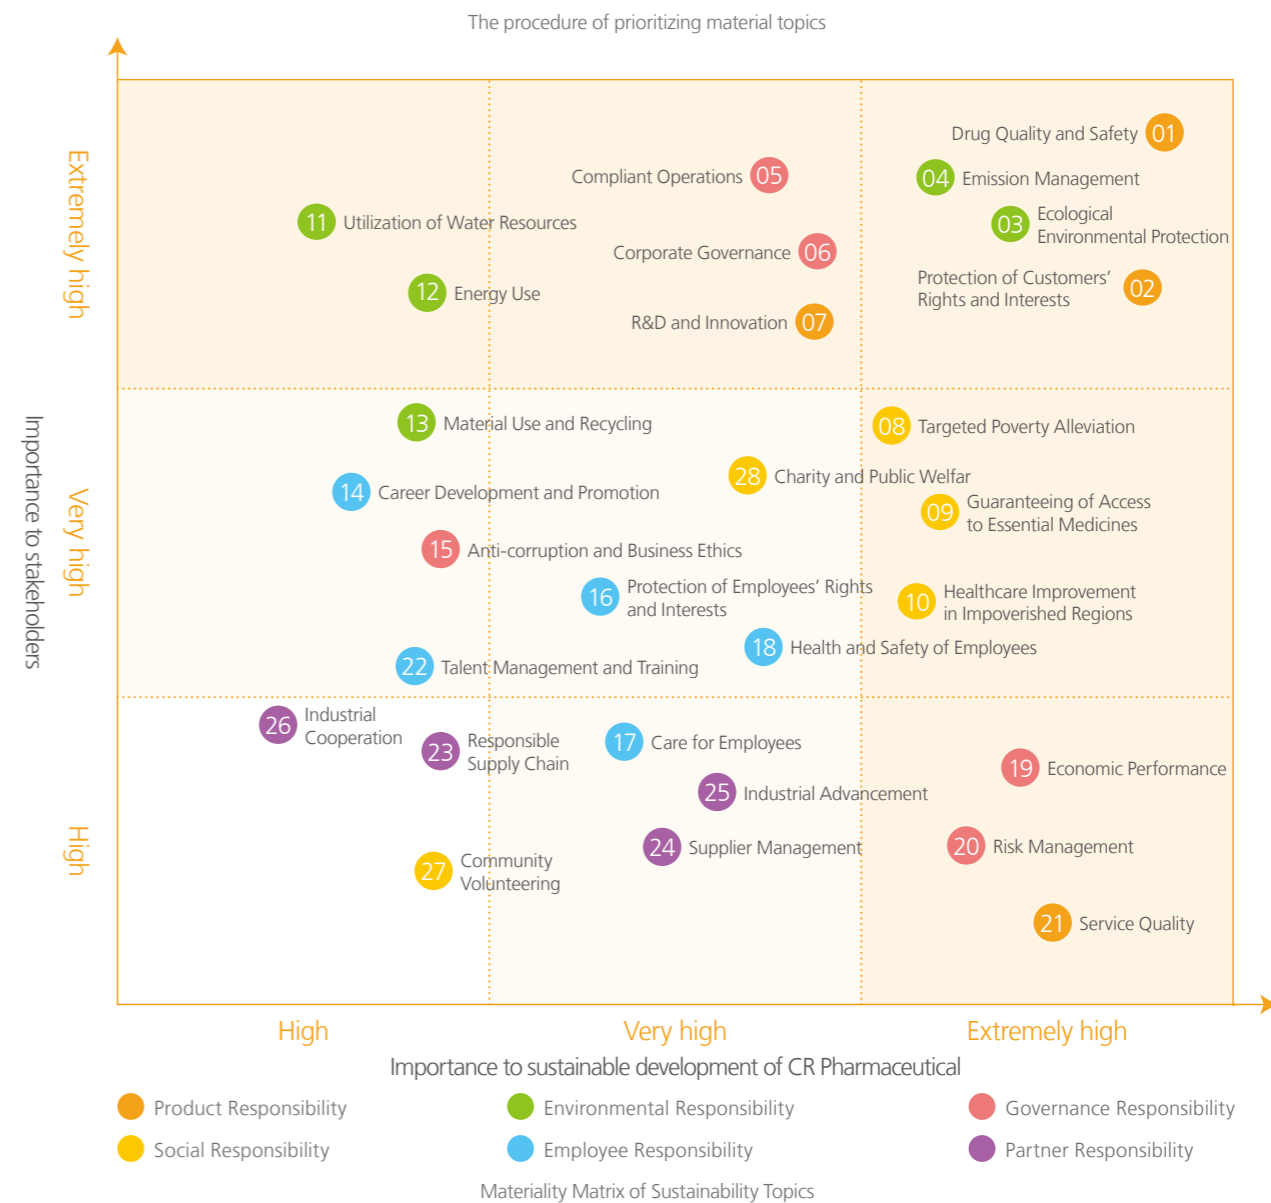 The procedure of prioritizing material topics
Extremely high
Very high
High
Importance to stakeholders
Drug Quality and Safety 01
04 Emission Management
Compliant Operations 05
03 Ecological
Environmental Protection
11 Utilization of Water Resources
Corporate Governance 06
Protection of Customers’
Rights and Interests
02
12 Energy Use
R&D and Innovation 07
13 Material Use and Recycling
08 Targeted Poverty Alleviation
28 Charity and Public Welfar
14 Career Development and Promotion
09 Guaranteeing of Access
to Essential Medicines
15 Anti-corruption and Business Ethics
16 Protection of Employees’ Rights
and Interests
10 Healthcare Improvement
in Impoverished Regions
18 Health and Safety of Employees
22 Talent Management and Training
26 Industrial
Cooperation
23 Responsible
Supply Chain
17 Care for Employees
19 Economic Performance
25 Industrial Advancement
24 Supplier Management
20 Risk Management
27 Community
Volunteering
21 Service Quality
High
Very high
Extremely high
Importance to sustainable development of CR Pharmaceutical
Product Responsibility
Environmental Responsibility
Governance Responsibility
Social Responsibility
Employee Responsibility
Partner Responsibility
Materiality Matrix of Sustainability Topics